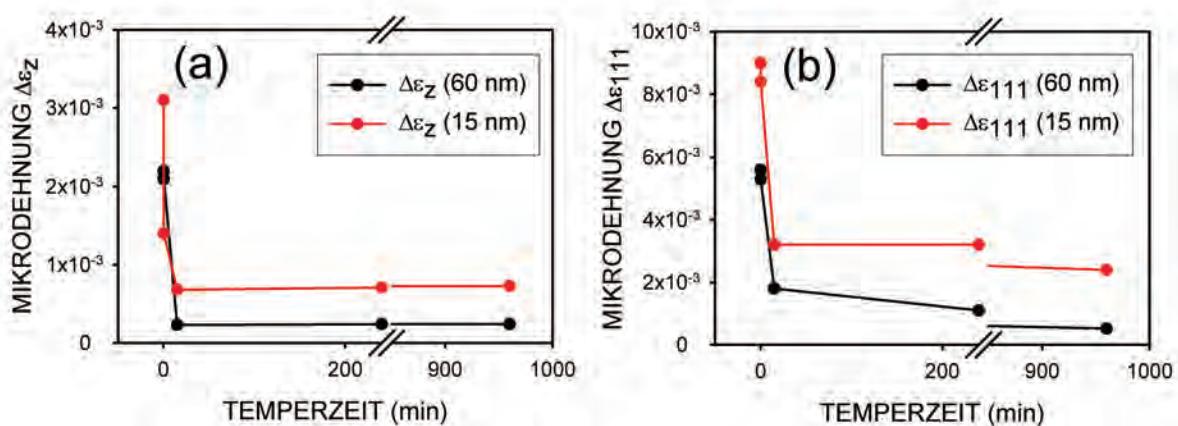 4x10⁻³
3x10⁻³
2x10⁻³
1x10⁻³
0
MIKRODEHNUNG Δεz
(a)
Δεz (60 nm)
Δεz (15 nm)
0
200
900
1000
TEMPERZEIT (min)
10x10⁻³
8x10⁻³
6x10⁻³
4x10⁻³
2x10⁻³
0
MIKRODEHNUNG Δε111
(b)
Δε111 (60 nm)
Δε111 (15 nm)
0
200
900
1000
TEMPERZEIT (min)